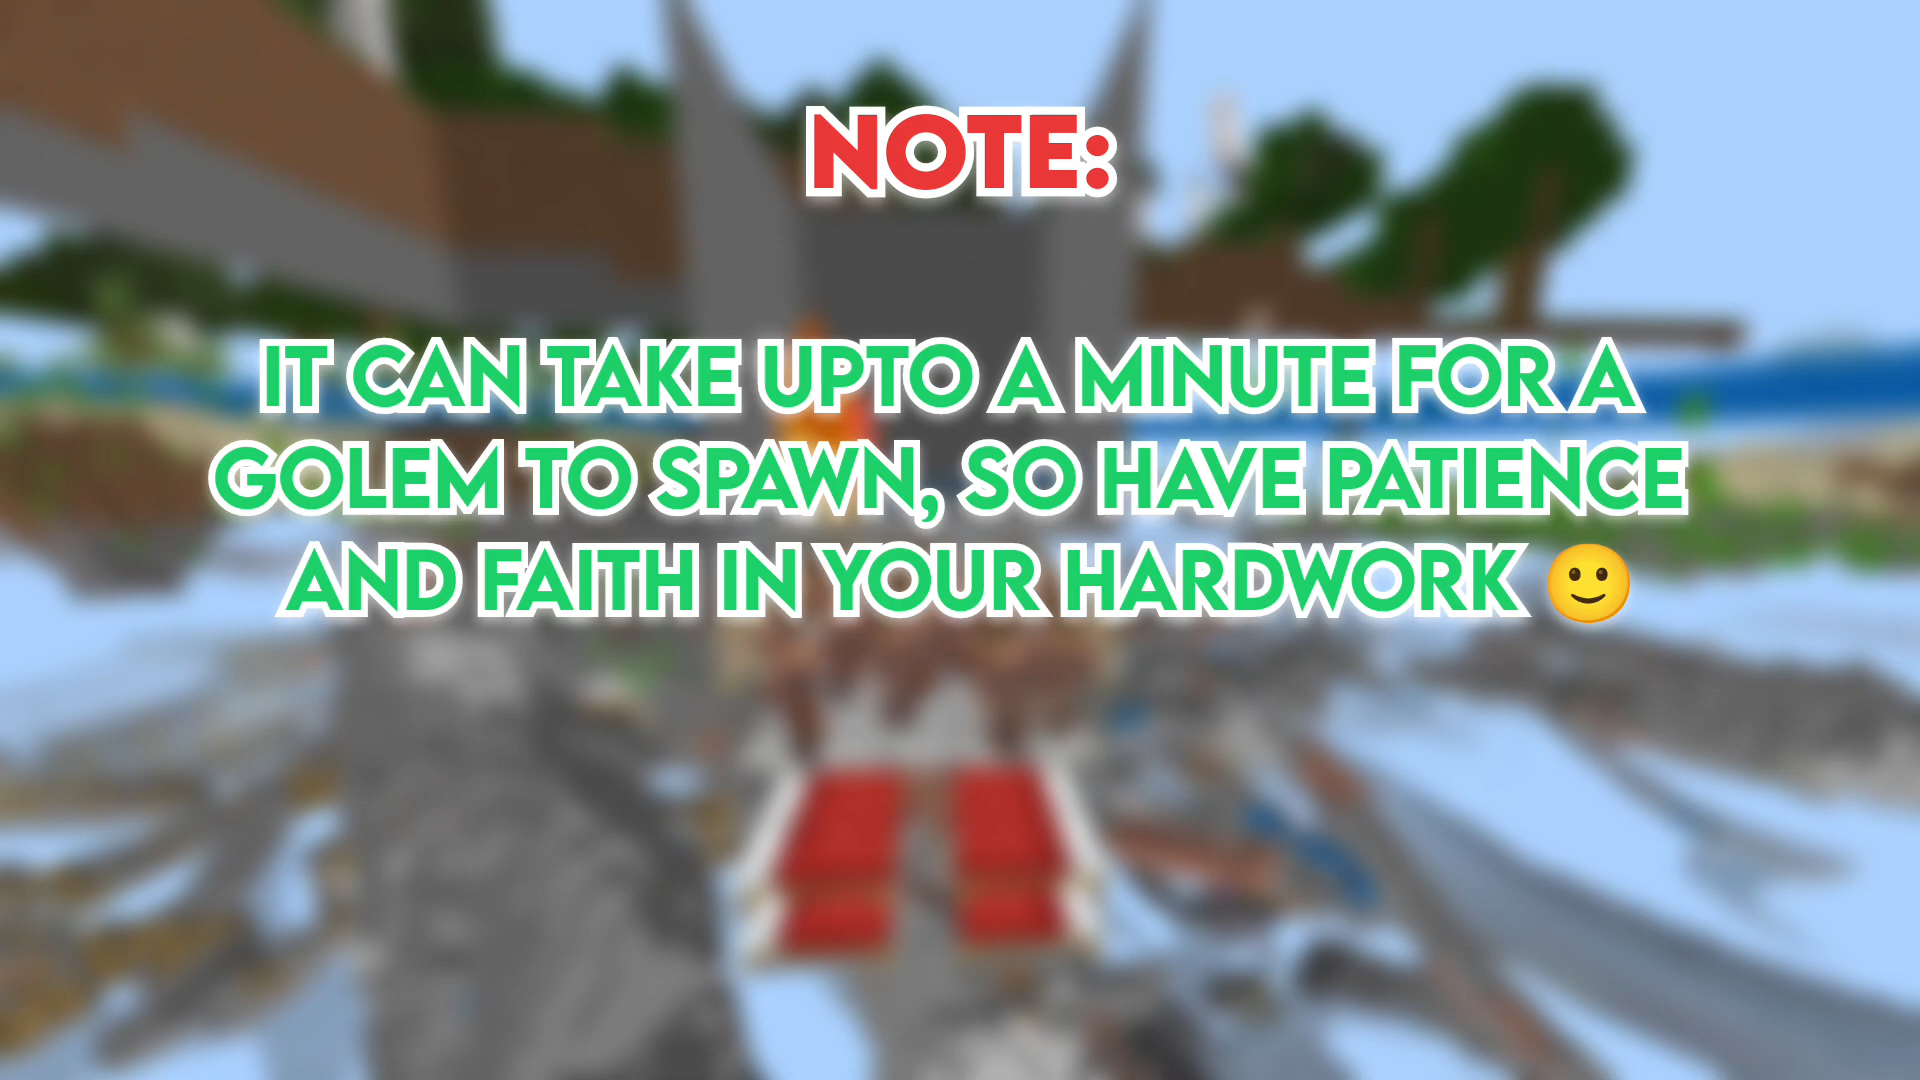 NOTE:
IT CAN TAKE UPTO A MINUTE FOR A
GOLEM TO SPAWN, SO HAVE PATIENCE
AND FAITH IN YOUR HARDWORK 🙂